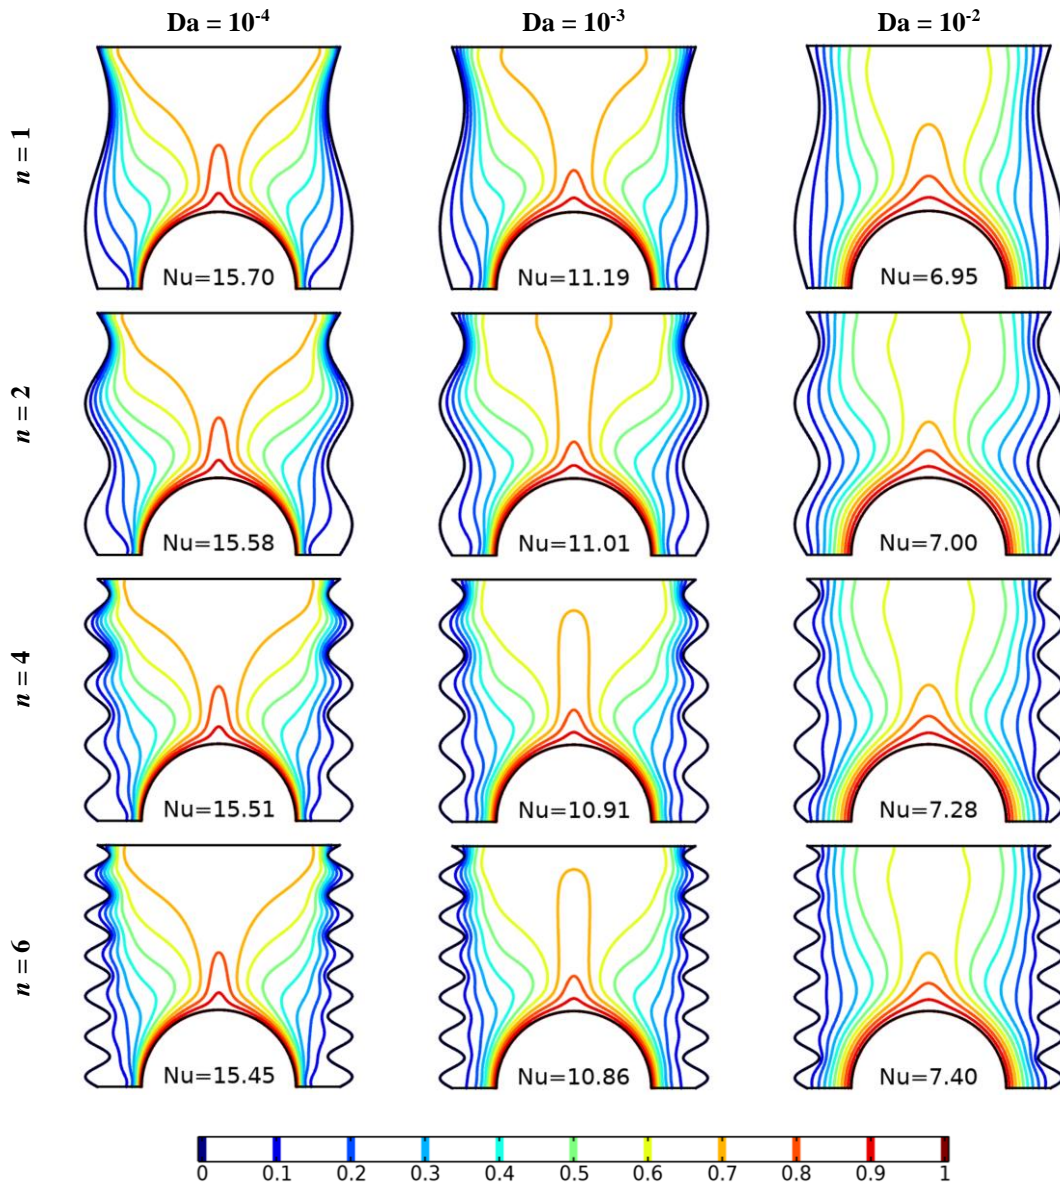 Da = 10⁻⁴ Da = 10⁻³ Da = 10⁻²
n = 1
Nu=15.70 Nu=11.19 Nu=6.95
n = 2
Nu=15.58 Nu=11.01 Nu=7.00
n = 4
Nu=15.51 Nu=10.91 Nu=7.28
n = 6
Nu=15.45 Nu=10.86 Nu=7.40
0 0.1 0.2 0.3 0.4 0.5 0.6 0.7 0.8 0.9 1